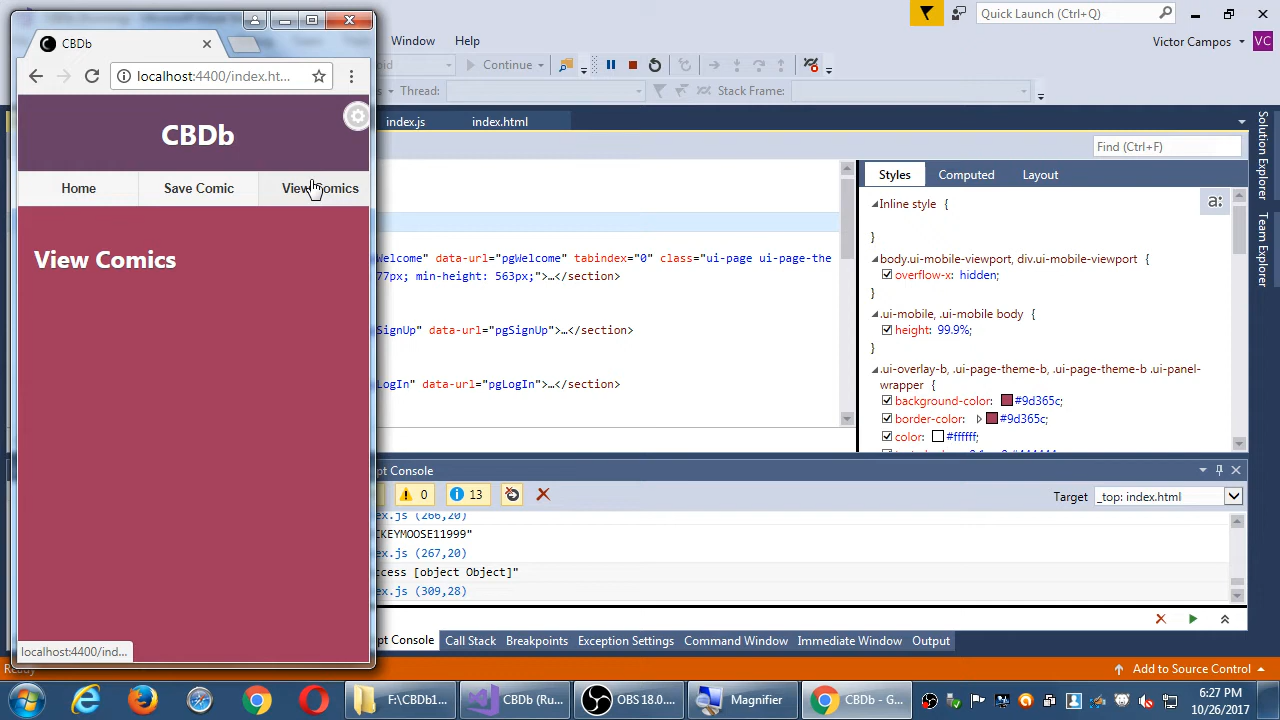 Quick Launch (Ctrl+Q)
CBDb
Window
Help
Victor Campos
VC
localhost:4400/index.ht...
Continue
Thread:
Stack Frame:
CBDb
index.js
index.html
Find (Ctrl+F)
Solution Explorer
Team Explorer
Home
Save Comic
View Comics
Styles
Computed
Layout
Inline style {
a:
}
View Comics
Welcome" data-url="pgWelcome" tabindex="0" class="ui-page ui-page-the
77px; min-height: 563px;">…</section>
SignUp" data-url="pgSignUp">…</section>
LogIn" data-url="pgLogIn">…</section>
body.ui-mobile-viewport, div.ui-mobile-viewport {
overflow-x: hidden;
}
.ui-mobile, .ui-mobile body {
height: 99.9%;
}
.ui-overlay-b, .ui-page-theme-b, .ui-page-theme-b .ui-panel-
wrapper {
background-color: #9d365c;
border-color: #9d365c;
color: #ffffff;
pt Console
0
13
Target
_top: index.html
ex.js (266,20)
KEYMOOSE11999"
ex.js (267,20)
cess [object Object]"
ex.js (309,28)
pt Console
Call Stack
Breakpoints
Exception Settings
Command Window
Immediate Window
Output
localhost:4400/ind...
Ready
Add to Source Control
F:\CBDb1...
CBDb (Ru...
OBS 18.0....
Magnifier
CBDb - G...
6:27 PM
10/26/2017